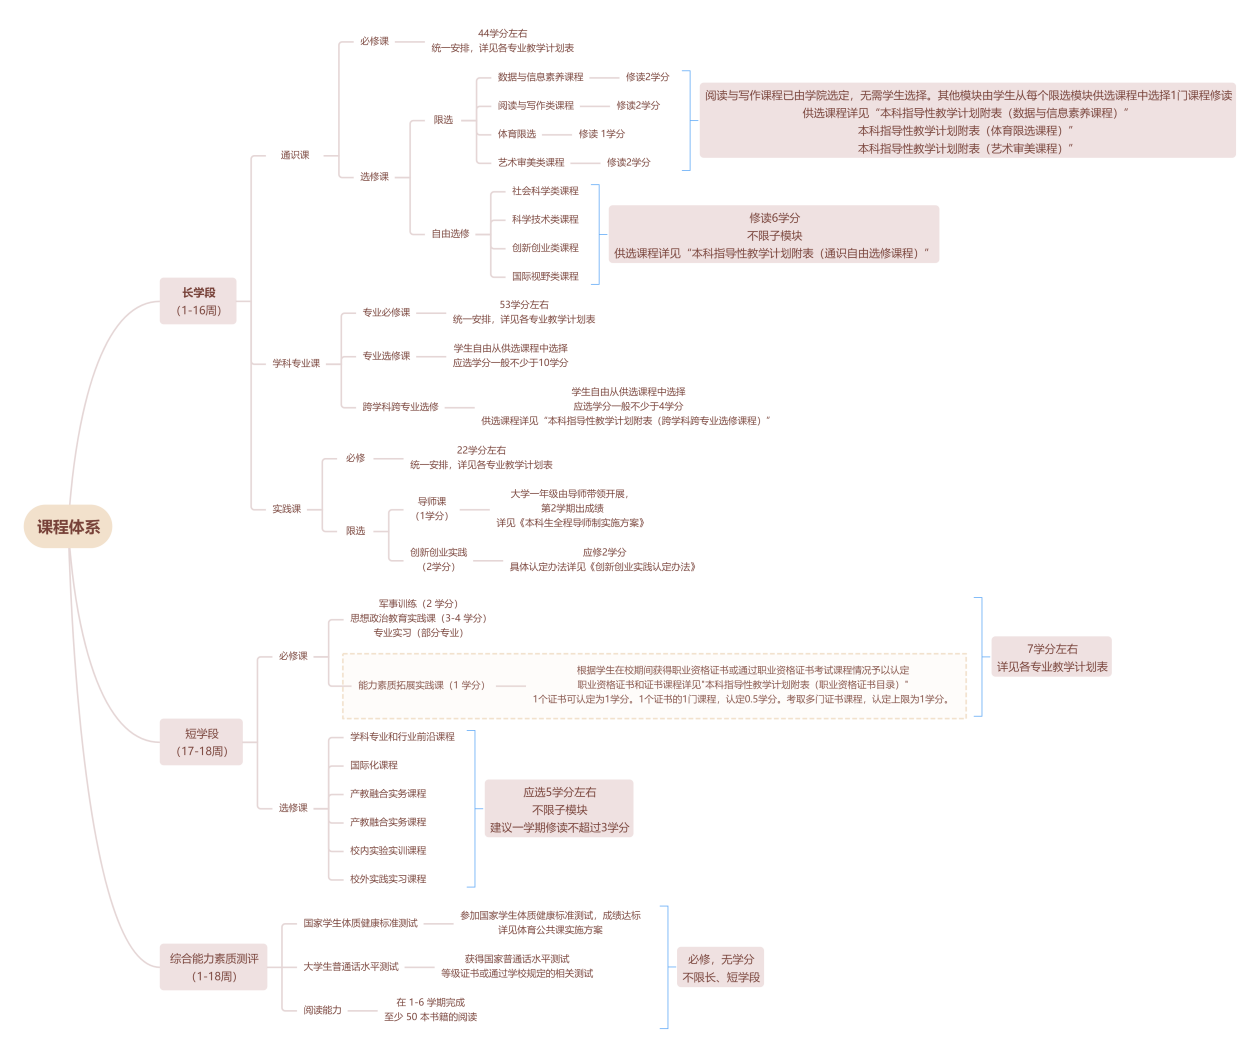 课程体系
长学段
（1-16周）
通识课
必修课
44学分左右
统一安排，详见各专业教学计划表
选修课
限选
数据与信息素养课程
修读2学分
阅读与写作类课程
修读2学分
体育限选
修读 1学分
艺术审美类课程
修读2学分
阅读与写作课程已由学院选定，无需学生选择。其他模块由学生从每个限选模块供选课程中选择1门课程修读
供选课程详见“本科指导性教学计划附表（数据与信息素养课程）”
本科指导性教学计划附表（体育限选课程）”
本科指导性教学计划附表（艺术审美课程）”
自由选修
社会科学类课程
科学技术类课程
创新创业类课程
国际视野类课程
修读6学分
不限子模块
供选课程详见“本科指导性教学计划附表（通识自由选修课程）”
学科专业课
专业必修课
53学分左右
统一安排，详见各专业教学计划表
专业选修课
学生自由从供选课程中选择
应选学分一般不少于10学分
跨学科跨专业选修
学生自由从供选课程中选择
应选学分一般不少于4学分
供选课程详见“本科指导性教学计划附表（跨学科跨专业选修课程）”
实践课
必修
22学分左右
统一安排，详见各专业教学计划表
限选
导师课
（1学分）
大学一年级由导师带领开展，
第2学期出成绩
详见《本科生全程导师制实施方案》
创新创业实践
（2学分）
应修2学分
具体认定办法详见《创新创业实践认定办法》
短学段
（17-18周）
必修课
军事训练（2 学分）
思想政治教育实践课（3-4 学分）
专业实习（部分专业）
能力素质拓展实践课（1 学分）
根据学生在校期间获得职业资格证书或通过职业资格证书考试课程情况予以认定
职业资格证书和证书课程详见"本科指导性教学计划附表（职业资格证书目录）"
1个证书可认定为1学分。1个证书的1门课程，认定0.5学分。考取多门证书课程，认定上限为1学分。
7学分左右
详见各专业教学计划表
选修课
学科专业和行业前沿课程
国际化课程
产教融合实务课程
产教融合实务课程
校内实验实训课程
校外实践实习课程
应选5学分左右
不限子模块
建议一学期修读不超过3学分
综合能力素质测评
（1-18周）
国家学生体质健康标准测试
参加国家学生体质健康标准测试，成绩达标
详见体育公共课实施方案
大学生普通话水平测试
获得国家普通话水平测试
等级证书或通过学校规定的相关测试
阅读能力
在 1-6 学期完成
至少 50 本书籍的阅读
必修，无学分
不限长、短学段